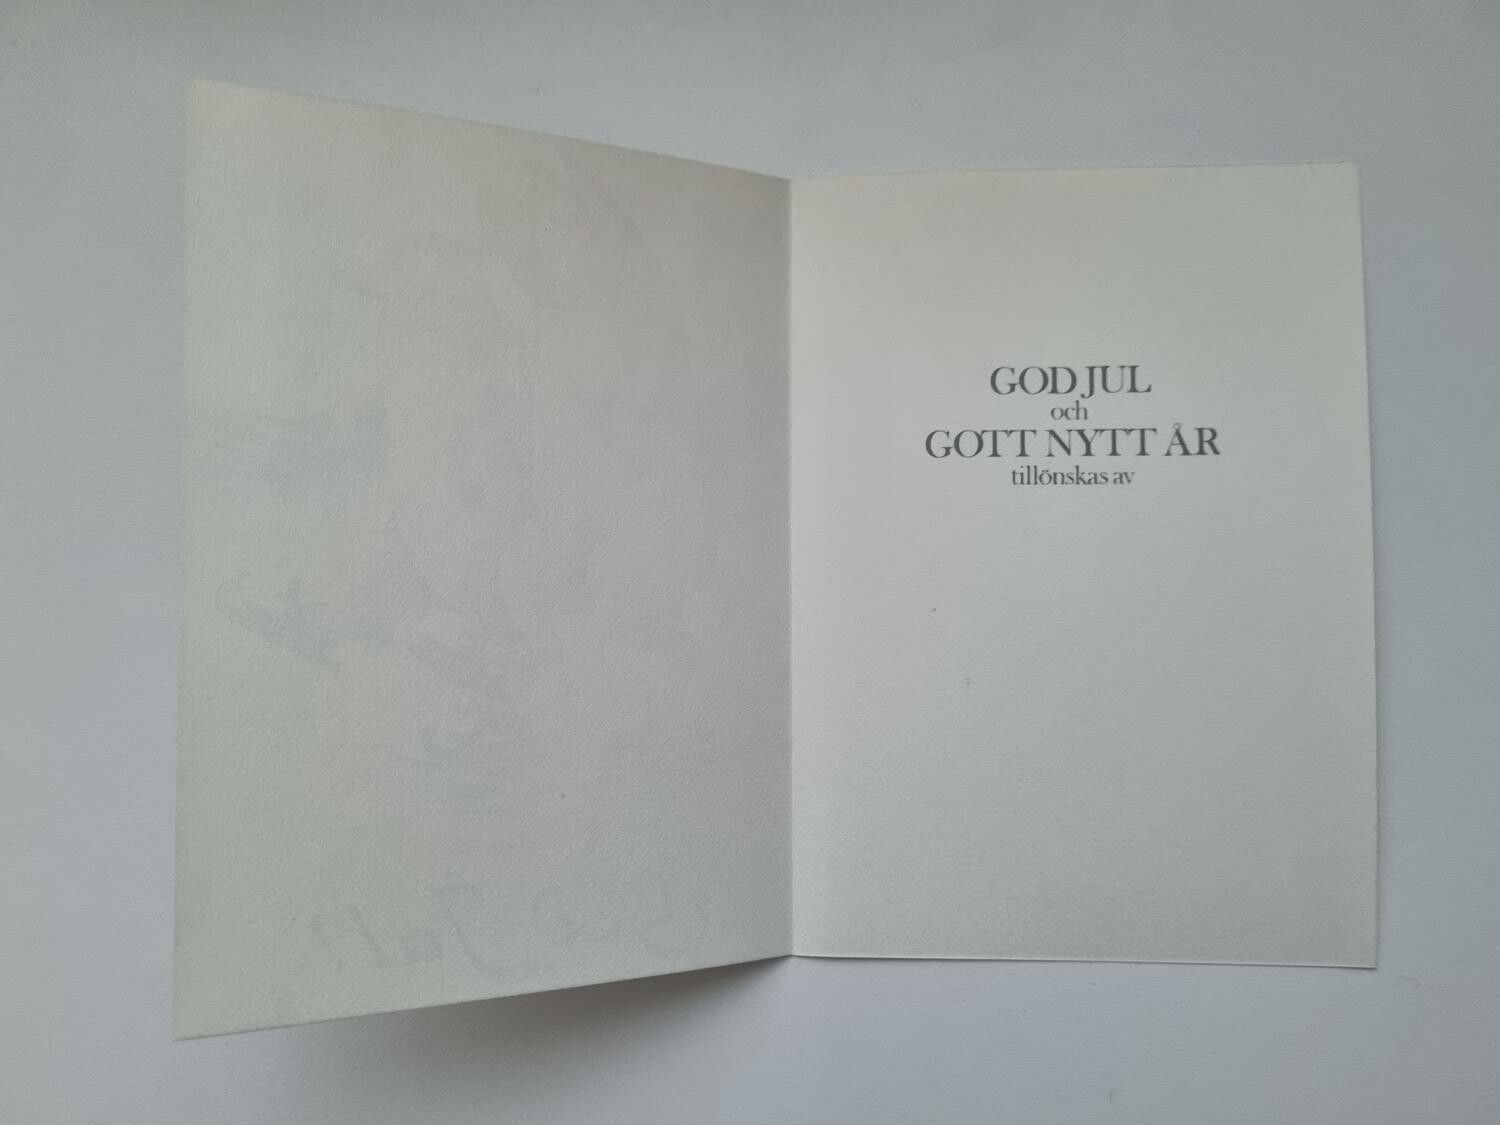 GOD JUL
och
GOTT NYTT ÅR
tillönskas av